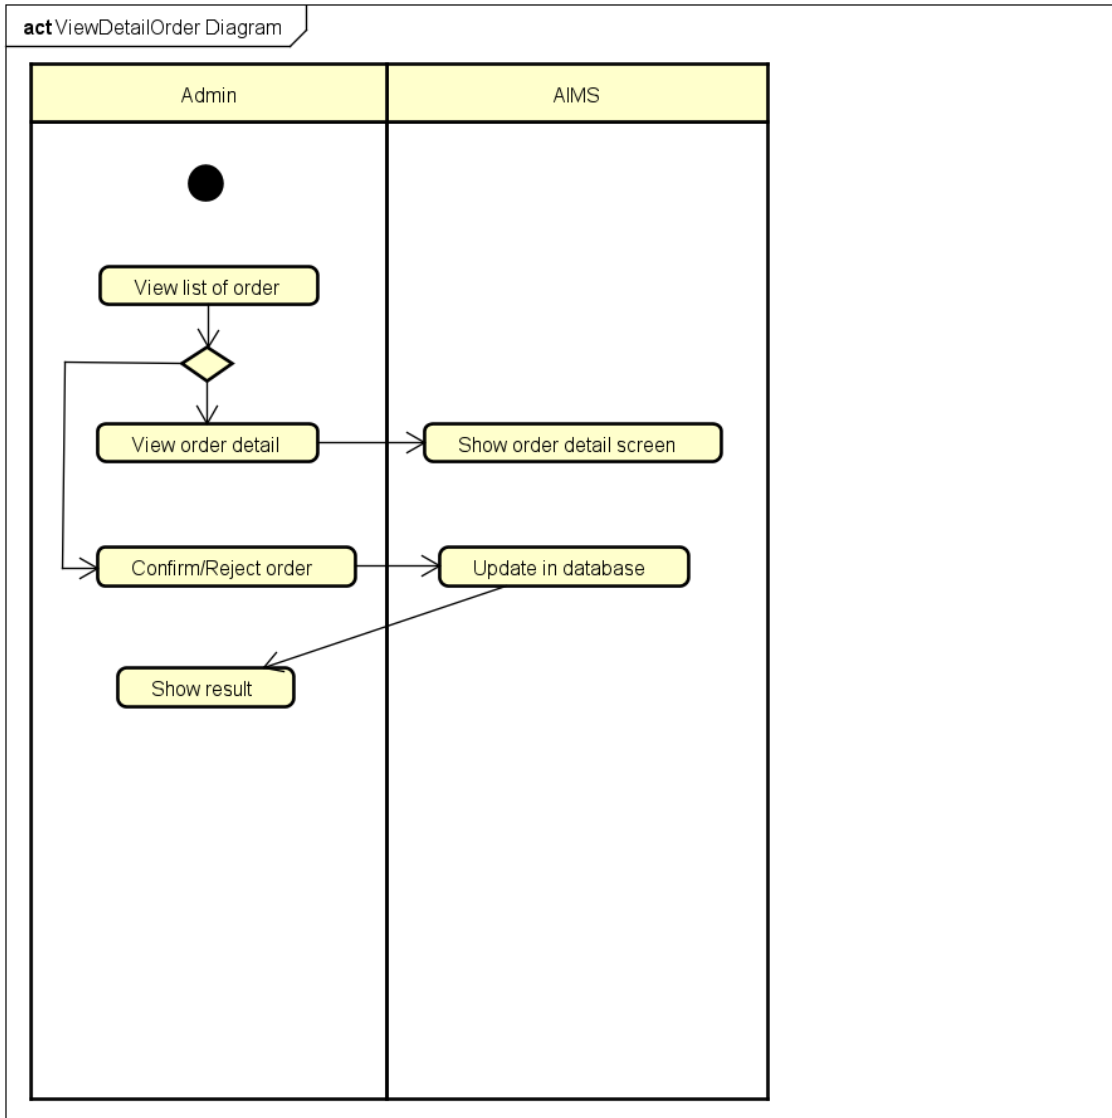 act ViewDetailOrder Diagram
Admin
AIMS
View list of order
View order detail
Show order detail screen
Confirm/Reject order
Update in database
Show result